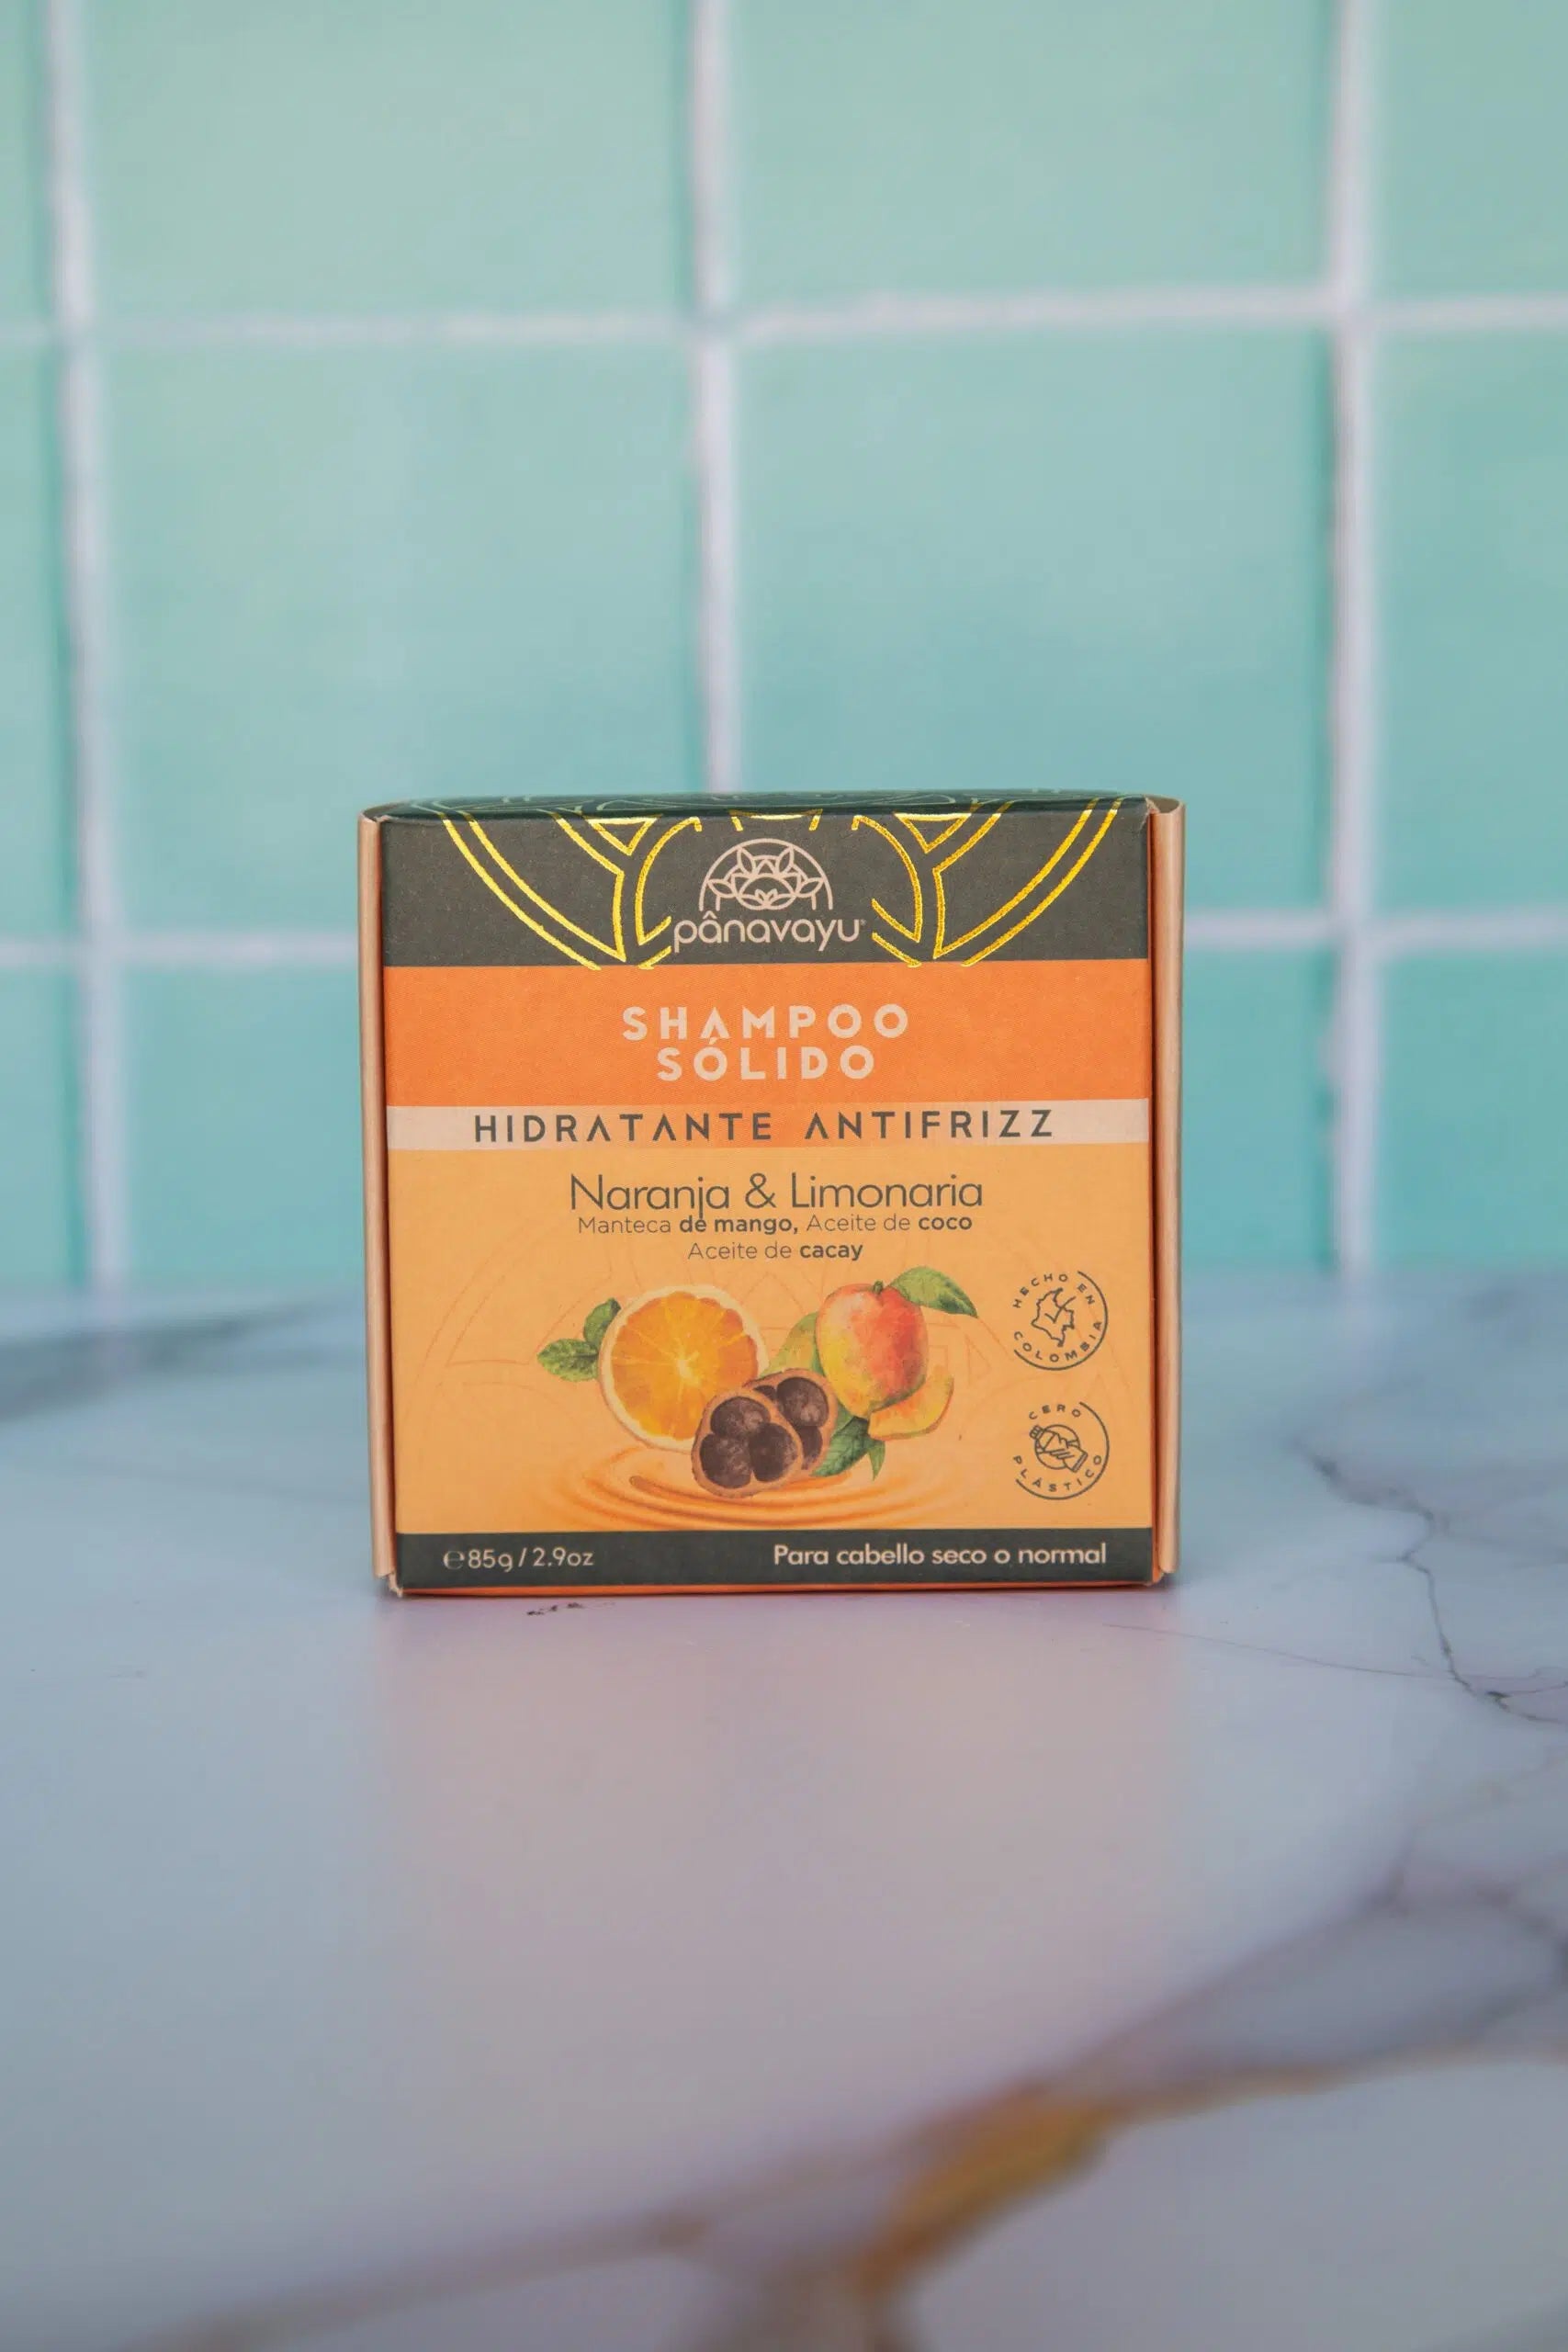 pânavayu
SHAMPOO
SÓLIDO
HIDRATANTE ANTIFRIZZ
Naranja & Limonaria
Manteca de mango, Aceite de coco
Aceite de cacay
HECHO EN
COLOMBIA
CERO
PLÁSTICO
℮85g / 2.9oz
Para cabello seco o normal